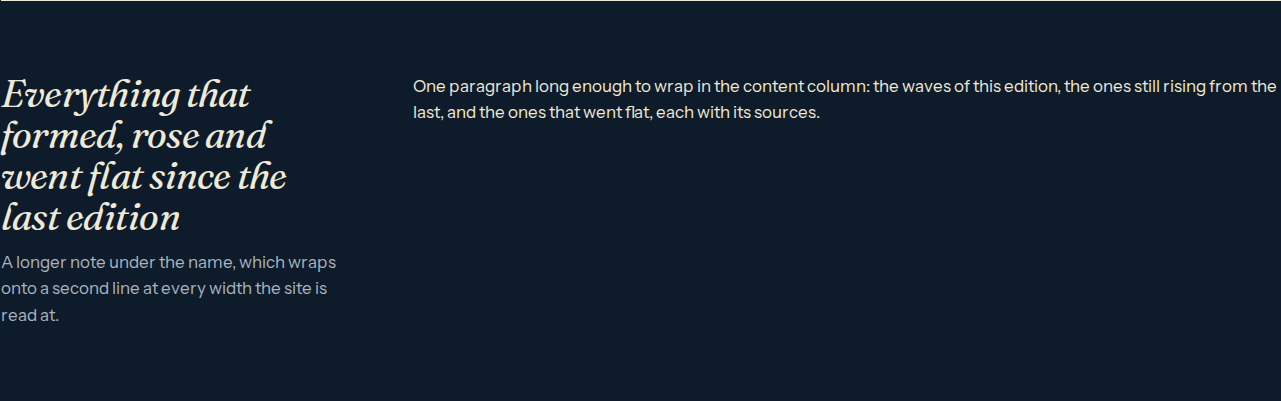 Everything that
formed, rose and
went flat since the
last edition
A longer note under the name, which wraps
onto a second line at every width the site is
read at.
One paragraph long enough to wrap in the content column: the waves of this edition, the ones still rising from the
last, and the ones that went flat, each with its sources.